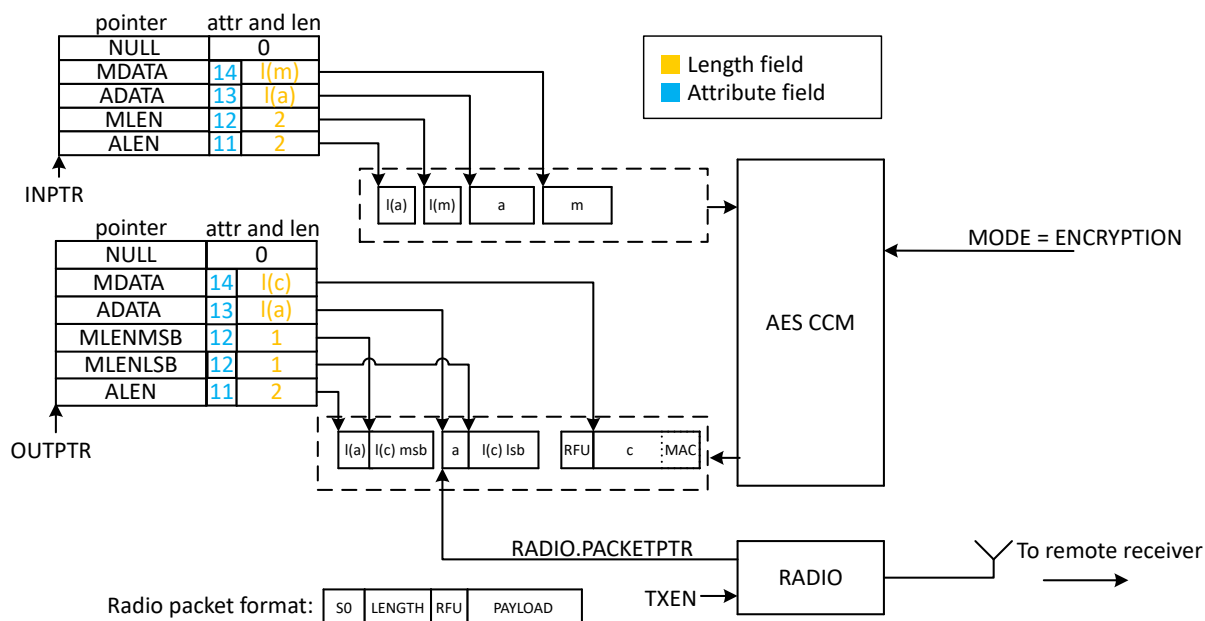 pointer attr and len
NULL 0
MDATA 14 l(m)
ADATA 13 l(a)
MLEN 12 2
ALEN 11 2
INPTR
Length field
Attribute field
l(a) l(m) a m
pointer attr and len
NULL 0
MDATA 14 l(c)
ADATA 13 l(a)
MLENMSB 12 1
MLENLSB 12 1
ALEN 11 2
OUTPTR
MODE = ENCRYPTION
AES CCM
l(a) l(c) msb a l(c) lsb RFU c MAC
RADIO.PACKETPTR
RADIO
To remote receiver
TXEN
Radio packet format: S0 LENGTH RFU PAYLOAD